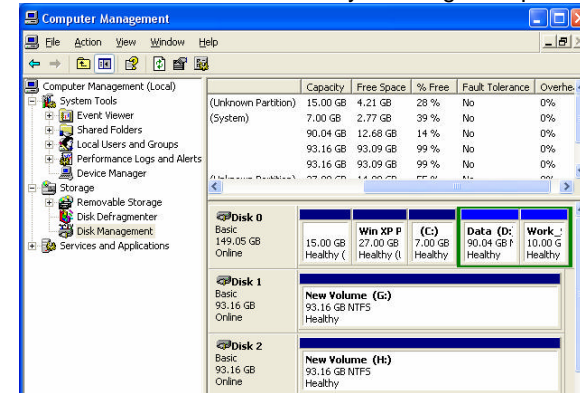 Computer Management
File Action View Window Help
Computer Management (Local)
System Tools
Event Viewer
Shared Folders
Local Users and Groups
Performance Logs and Alerts
Device Manager
Storage
Removable Storage
Disk Defragmenter
Disk Management
Services and Applications
Capacity Free Space % Free Fault Tolerance Overhe
(Unknown Partition) 15.00 GB 4.21 GB 28 % No 0%
(System) 7.00 GB 2.77 GB 39 % No 0%
90.04 GB 12.68 GB 14 % No 0%
93.16 GB 93.09 GB 99 % No 0%
93.16 GB 93.09 GB 99 % No 0%
Disk 0
Basic
149.05 GB
Online
15.00 GB
Healthy (
Win XP P
27.00 GB
Healthy (
(C:)
7.00 GB
Healthy
Data (D:
90.04 GB
Healthy
Work_
10.00 G
Healthy
Disk 1
Basic
93.16 GB
Online
New Volume (G:)
93.16 GB NTFS
Healthy
Disk 2
Basic
93.16 GB
Online
New Volume (H:)
93.16 GB NTFS
Healthy